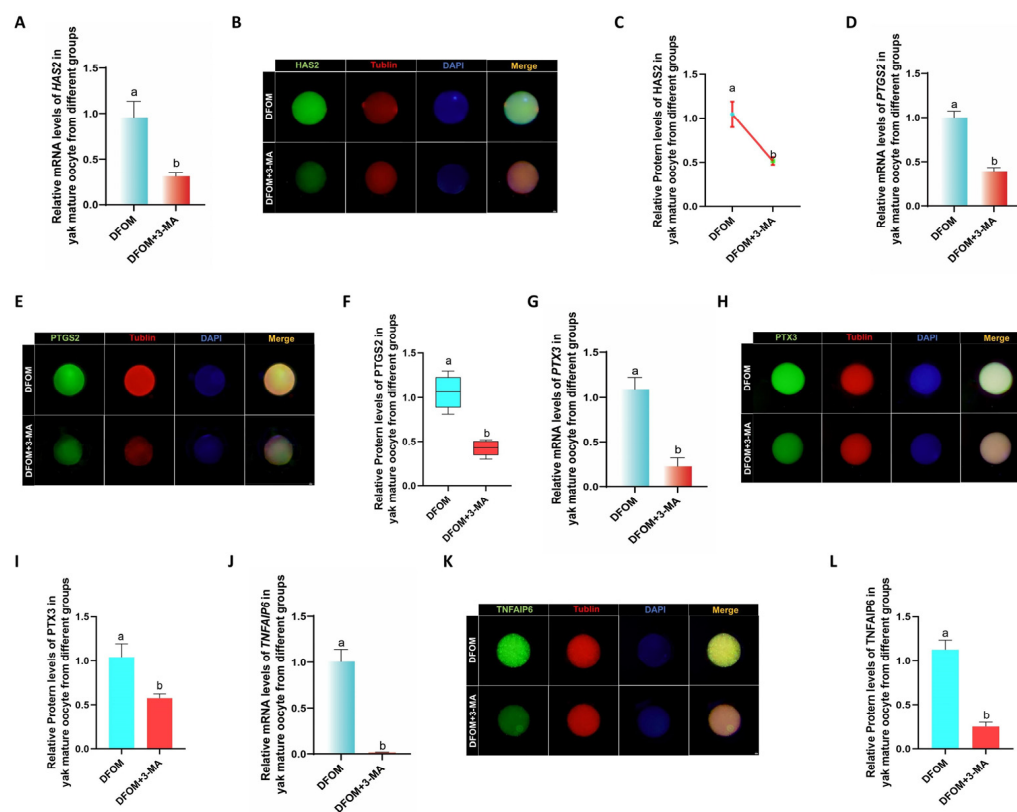 A
Relative mRNA levels of HAS2 in
yak mature oocyte from different groups
1.5
1.0
0.5
0.0
a
b
DFOM
DFOM+3-MA
B
HAS2 Tublin DAPI Merge
DFOM
DFOM+3-MA
C
Relative Protern levels of HAS2 in
yak mature oocyte from different groups
1.5
1.0
0.5
0.0
a
b
DFOM
DFOM+3-MA
D
Relative mRNA levels of PTGS2 in
yak mature oocyte from different groups
1.5
1.0
0.5
0.0
a
b
DFOM
DFOM+3-MA
E
PTGS2 Tublin DAPI Merge
DFOM
DFOM+3-MA
F
Relative Protern levels of PTGS2 in
yak mature oocyte from different groups
1.5
1.0
0.5
0.0
a
b
DFOM
DFOM+3-MA
G
Relative mRNA levels of PTX3 in
yak mature oocyte from different groups
1.5
1.0
0.5
0.0
a
b
DFOM
DFOM+3-MA
H
PTX3 Tublin DAPI Merge
DFOM
DFOM+3-MA
I
Relative Protern levels of PTX3 in
yak mature oocyte from different groups
1.5
1.0
0.5
0.0
a
b
DFOM
DFOM+3-MA
J
Relative mRNA levels of TNFAIP6 in
yak mature oocyte from different groups
1.5
1.0
0.5
0.0
a
b
DFOM
DFOM+3-MA
K
TNFAIP6 Tublin DAPI Merge
DFOM
DFOM+3-MA
L
Relative Protern levels of TNFAIP6 in
yak mature oocyte from different groups
1.5
1.0
0.5
0.0
a
b
DFOM
DFOM+3-MA